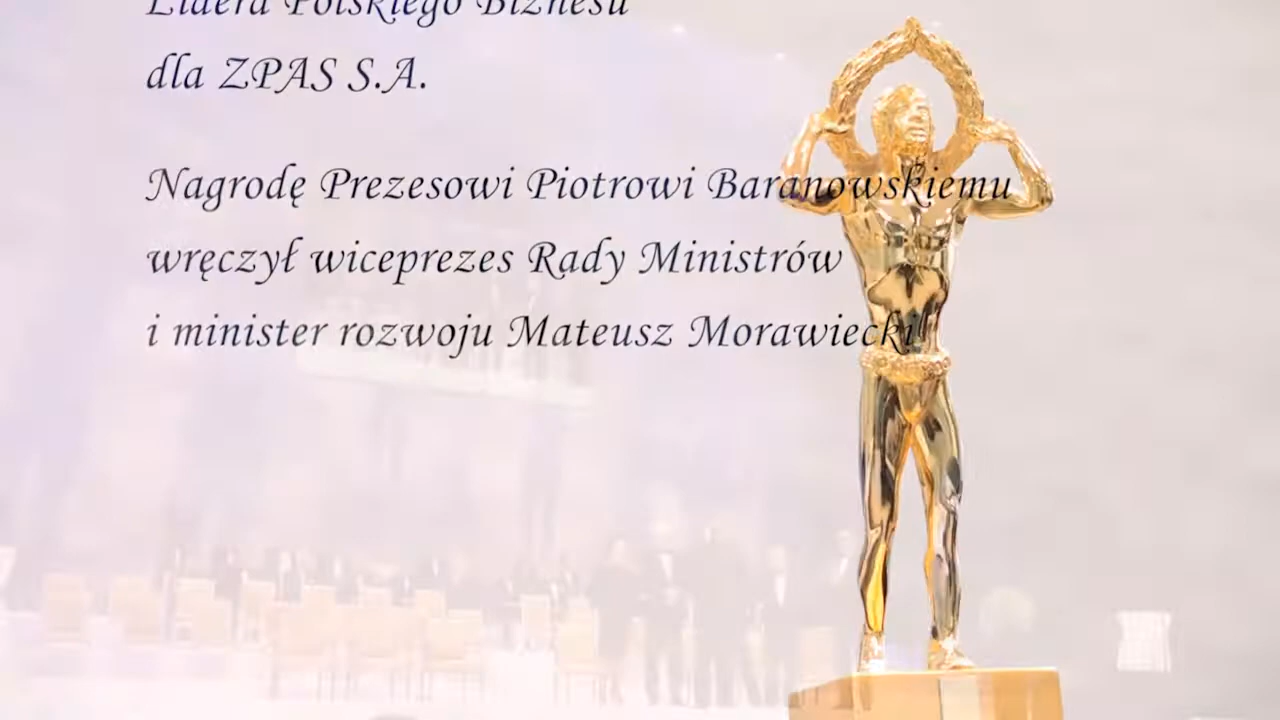 Lidera Polskiego Biznesu
dla ZPAS S.A.
Nagrodę Prezesowi Piotrowi Baranowskiemu
wręczył wiceprezes Rady Ministrów
i minister rozwoju Mateusz Morawiecki